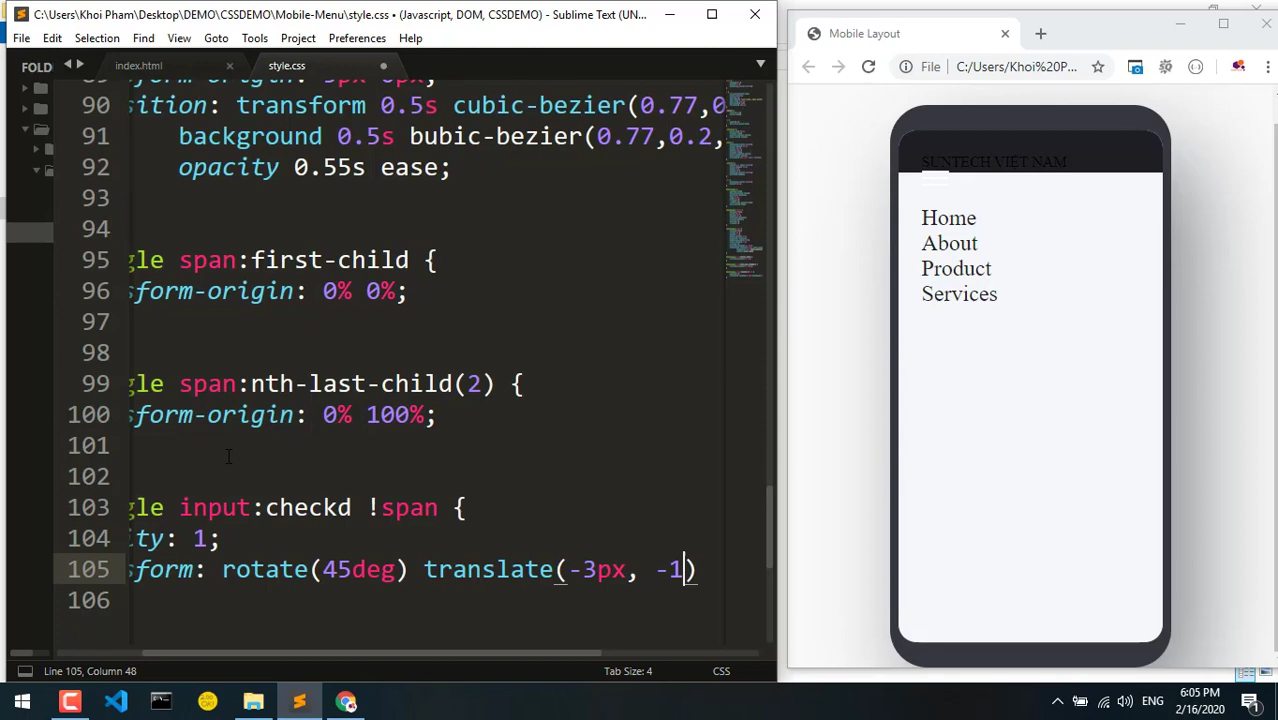 C:\Users\Khoi Pham\Desktop\DEMO\CSSDEMO\Mobile-Menu\style.css • (Javascript, DOM, CSSDEMO) - Sublime Text (UN...
File Edit Selection Find View Goto Tools Project Preferences Help
FOLD
index.html
style.css
90 sition: transform 0.5s cubic-bezier(0.77,0
91 background 0.5s bubic-bezier(0.77,0.2,
92 opacity 0.55s ease;
93
94
95 gle span:first-child {
96 sform-origin: 0% 0%;
97
98
99 gle span:nth-last-child(2) {
100 sform-origin: 0% 100%;
101
102
103 gle input:checkd !span {
104 ity: 1;
105 sform: rotate(45deg) translate(-3px, -1)
106
Line 105, Column 48
Tab Size: 4
CSS
Mobile Layout
File C:/Users/Khoi%20P...
SUNTECH VIỆT NAM
Home
About
Product
Services
ENG
6:05 PM
2/16/2020